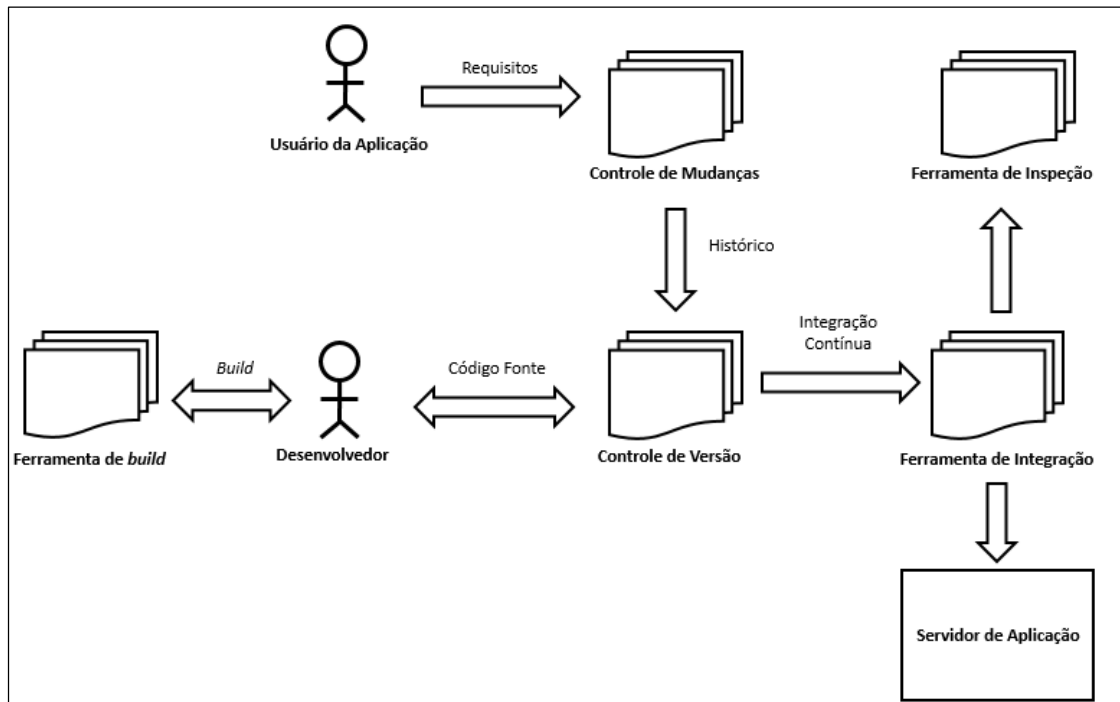 Requisitos
Usuário da Aplicação
Controle de Mudanças
Ferramenta de Inspeção
Histórico
Integração
Contínua
Build
Código Fonte
Ferramenta de build
Desenvolvedor
Controle de Versão
Ferramenta de Integração
Servidor de Aplicação